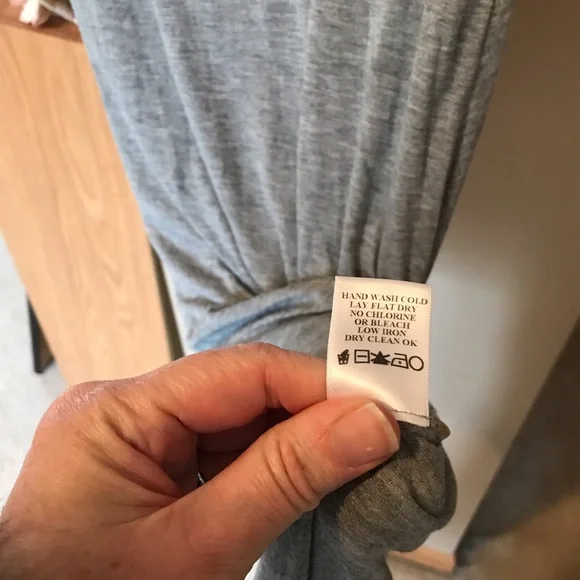 HAND WASH COLD
LAY FLAT DRY
NO CHLORINE
OR BLEACH
LOW IRON
DRY CLEAN OK